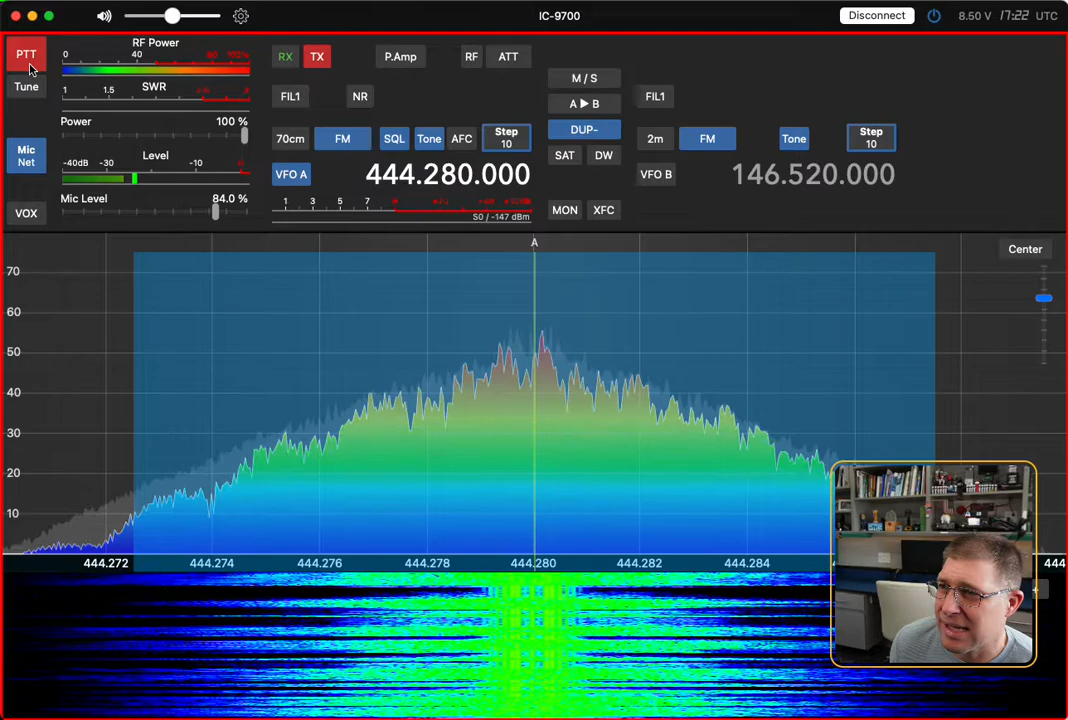 IC-9700
Disconnect
8.50 V 17:22 UTC
PTT
Tune
Mic
Net
VOX
RF Power
0 40 80 100%
SWR
1 1.5 3
Power 100 %
Level
-40dB -30 -10
Mic Level 84.0 %
RX TX P.Amp RF ATT
FIL1 NR
70cm FM SQL Tone AFC Step
10
VFO A 444.280.000
1 3 5 7
S0 / -147 dBm
M / S
A ▶ B
DUP-
SAT DW
MON XFC
FIL1
2m FM Tone Step
10
VFO B 146.520.000
A
Center
70
60
50
40
30
20
10
444.272 444.274 444.276 444.278 444.280 444.282 444.284 444